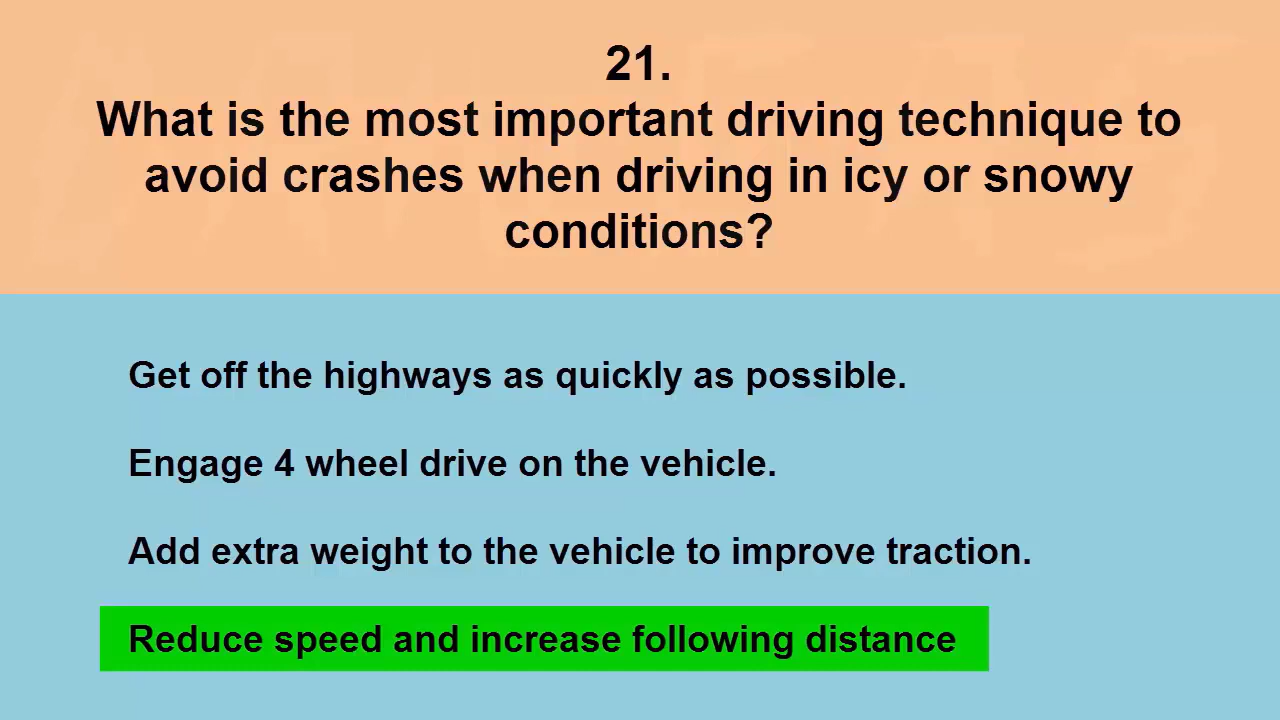 21.
What is the most important driving technique to
avoid crashes when driving in icy or snowy
conditions?
Get off the highways as quickly as possible.
Engage 4 wheel drive on the vehicle.
Add extra weight to the vehicle to improve traction.
Reduce speed and increase following distance